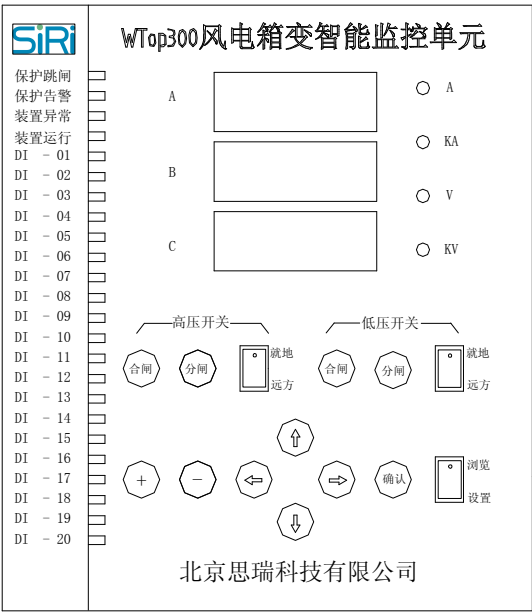 SiRi
WTop300风电箱变智能监控单元
保护跳闸
保护告警
装置异常
装置运行
DI - 01
DI - 02
DI - 03
DI - 04
DI - 05
DI - 06
DI - 07
DI - 08
DI - 09
DI - 10
DI - 11
DI - 12
DI - 13
DI - 14
DI - 15
DI - 16
DI - 17
DI - 18
DI - 19
DI - 20
A
B
C
A
KA
V
KV
高压开关
合闸
分闸
就地
远方
低压开关
合闸
分闸
就地
远方
+
-
确认
浏览
设置
北京思瑞科技有限公司